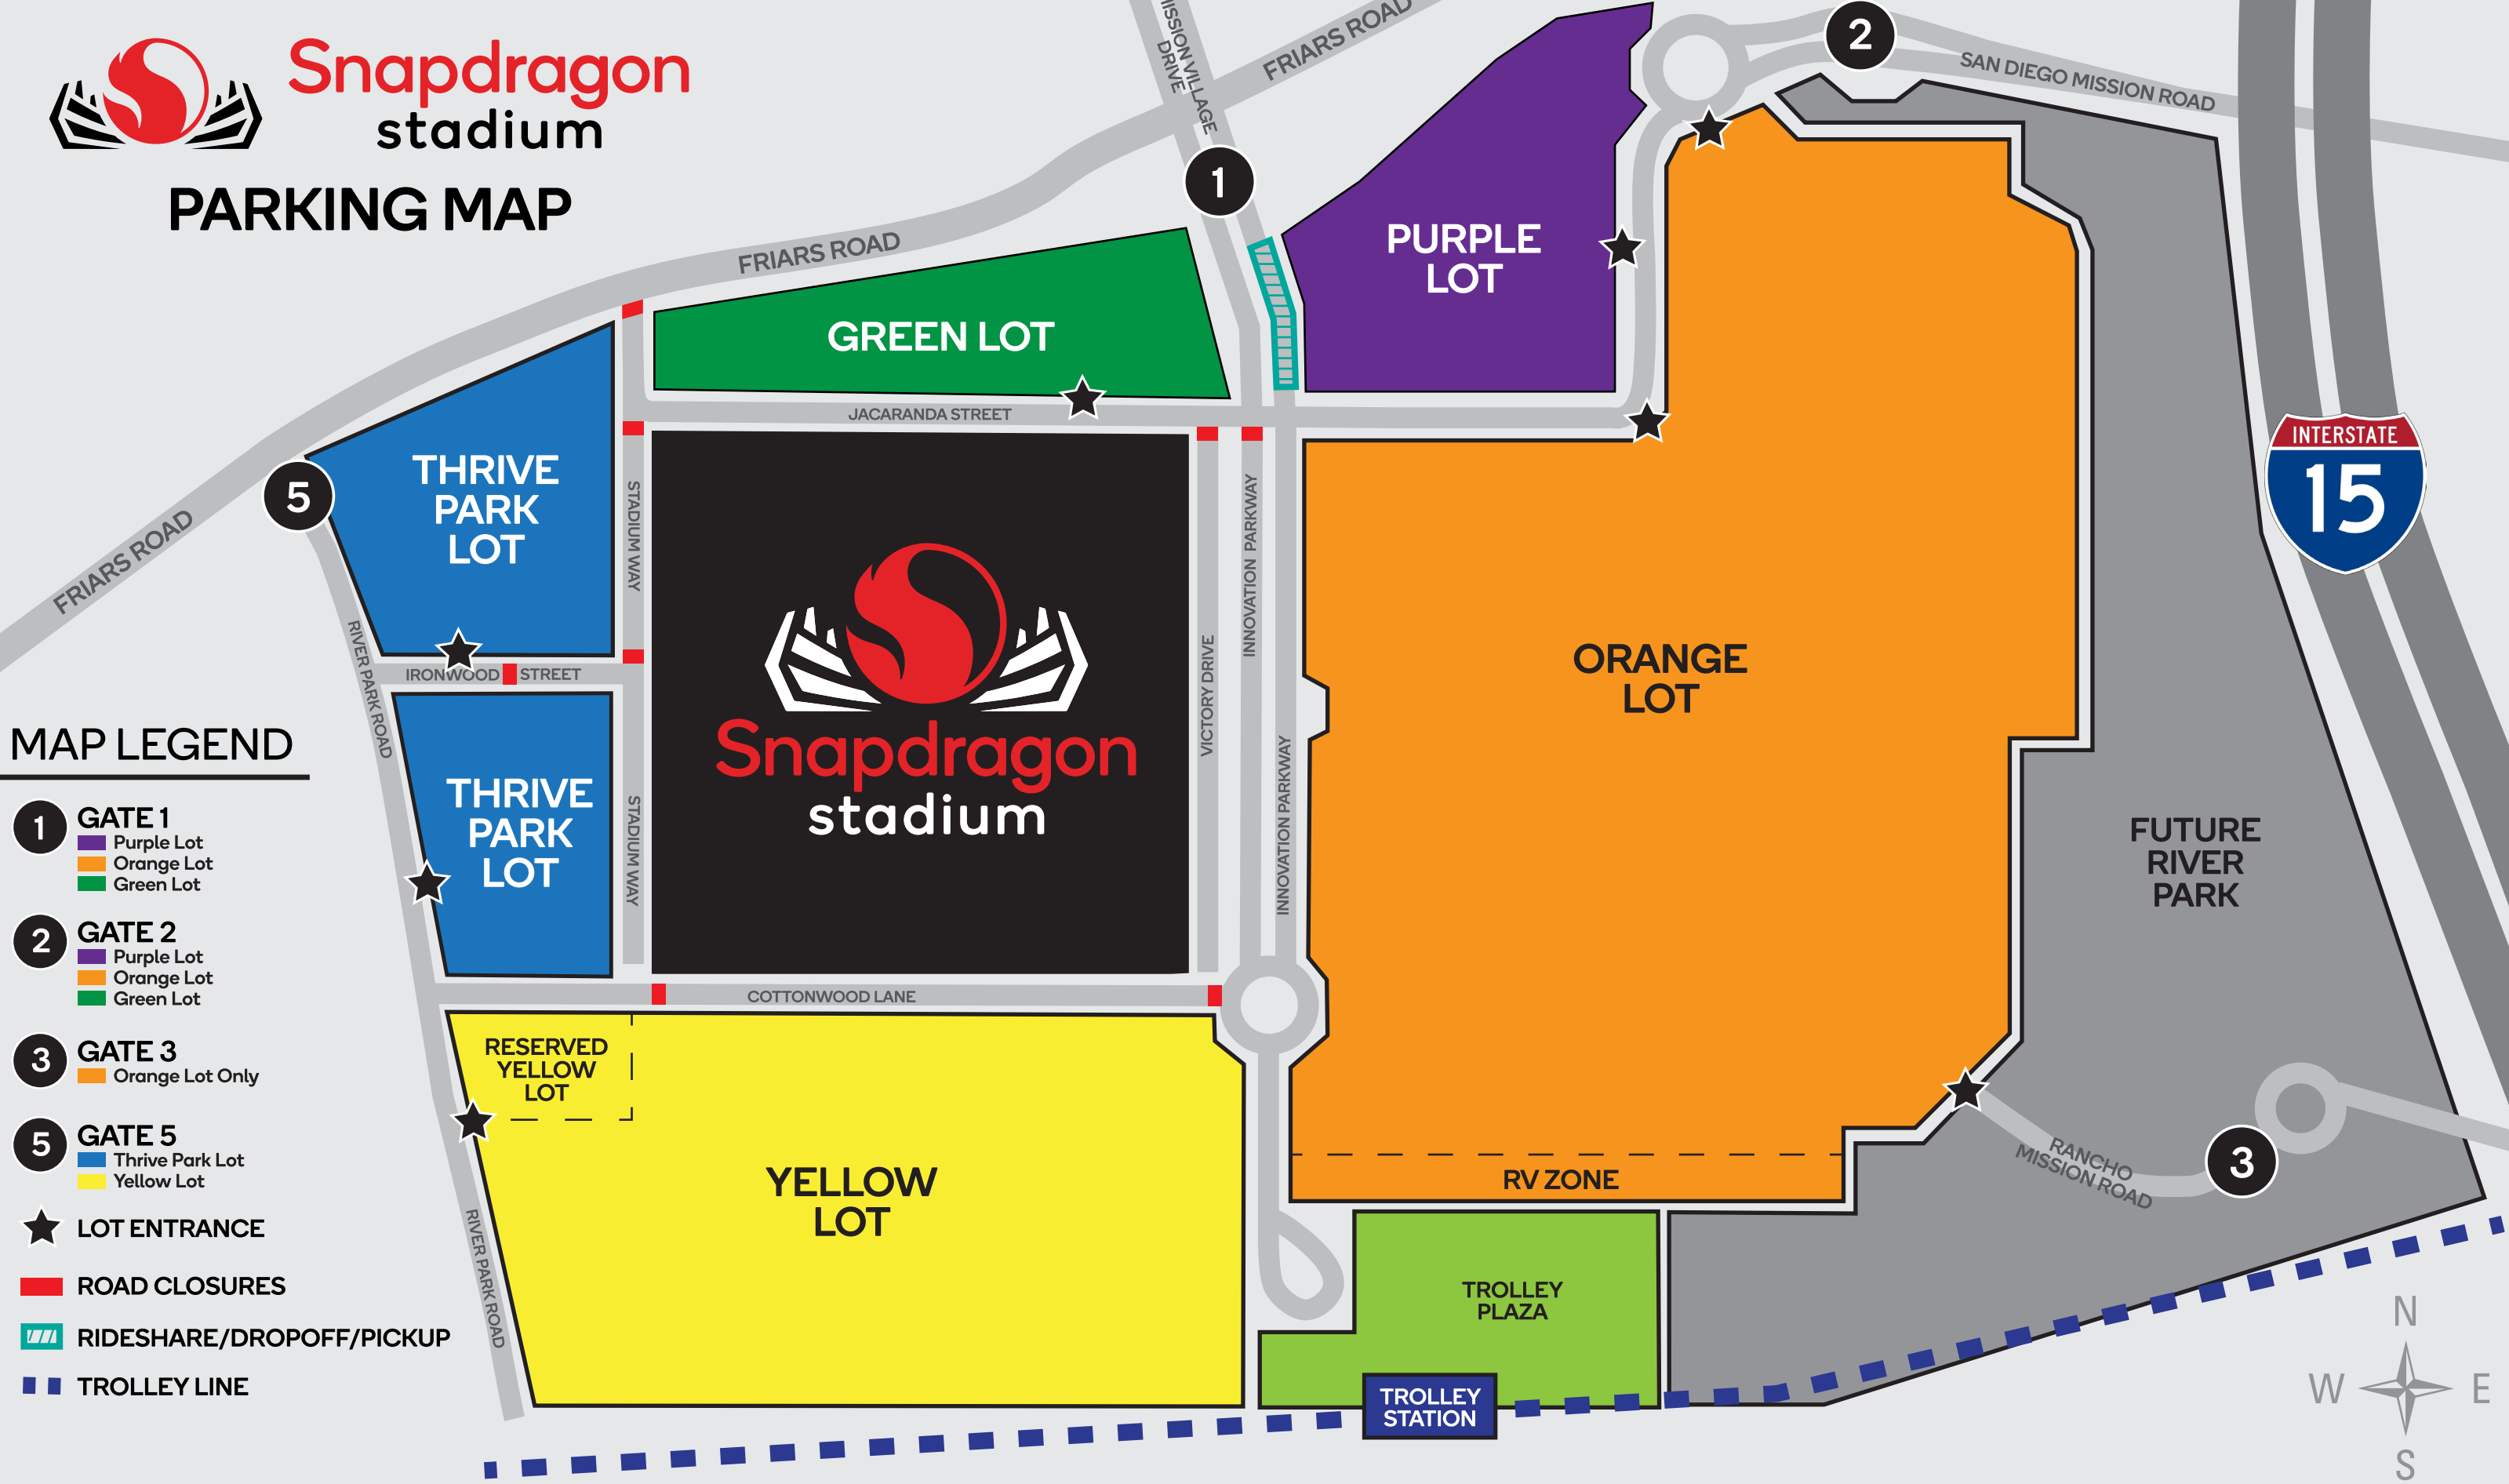 Snapdragon
stadium
PARKING MAP
MISSION VILLAGE
DRIVE
FRIARS ROAD
2
SAN DIEGO MISSION ROAD
1
FRIARS ROAD
PURPLE
LOT
GREEN LOT
JACARANDA STREET
INTERSTATE
15
THRIVE
PARK
LOT
5
FRIARS ROAD
STADIUM WAY
INNOVATION PARKWAY
RIVER PARK ROAD
IRONWOOD STREET
VICTORY DRIVE
ORANGE
LOT
Snapdragon
stadium
THRIVE
PARK
LOT
STADIUM WAY
INNOVATION PARKWAY
FUTURE
RIVER
PARK
COTTONWOOD LANE
RESERVED
YELLOW
LOT
YELLOW
LOT
RV ZONE
RANCHO
MISSION ROAD
3
RIVER PARK ROAD
TROLLEY
PLAZA
TROLLEY
STATION
N
W
E
S
MAP LEGEND
1
GATE 1
Purple Lot
Orange Lot
Green Lot
2
GATE 2
Purple Lot
Orange Lot
Green Lot
3
GATE 3
Orange Lot Only
5
GATE 5
Thrive Park Lot
Yellow Lot
LOT ENTRANCE
ROAD CLOSURES
RIDESHARE/DROPOFF/PICKUP
TROLLEY LINE